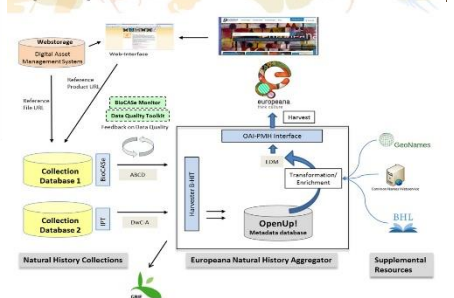 Webstorage
Digital Asset
Management System
Web-Interface
Reference
Product URL
Reference
File URL
europeana
think culture
Harvest
BioCASe Monitor
Data Quality Toolkit
Feedback on Data Quality
OAI-PMH Interface
EDM
Transformation/
Enrichment
GeoNames
Collection
Database 1
BioCASe
ABCD
Harvester B-HIT
Collection
Database 2
IPT
DwC-A
OpenUp!
Metadata database
BHL
Natural History Collections
Europeana Natural History Aggregator
Supplemental
Resources
GBIF